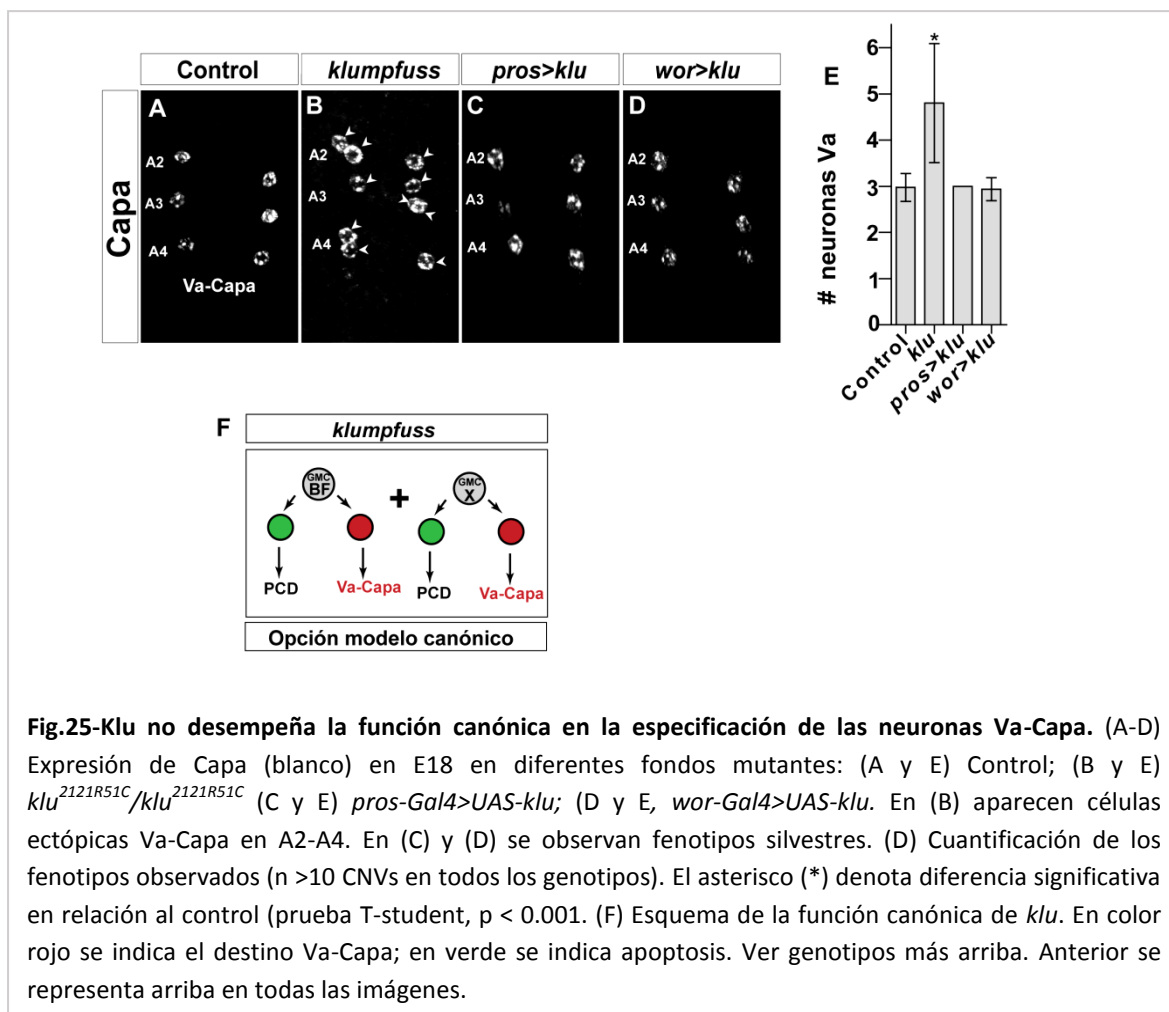 Control klumpfuss pros>klu wor>klu
Capa
A B C D
A2 A2 A2 A2
A3 A3 A3 A3
A4 A4 A4 A4
Va-Capa
E
*
# neuronas Va
6
5
4
3
2
1
0
Control klu pros>klu wor>klu
F klumpfuss
GMC BF + GMC X
PCD Va-Capa PCD Va-Capa
Opción modelo canónico
Fig.25-Klu no desempeña la función canónica en la especificación de las neuronas Va-Capa. (A-D)
Expresión de Capa (blanco) en E18 en diferentes fondos mutantes: (A y E) Control; (B y E)
klu2121R51C/klu2121R51C (C y E) pros-Gal4>UAS-klu; (D y E, wor-Gal4>UAS-klu. En (B) aparecen células
ectópicas Va-Capa en A2-A4. En (C) y (D) se observan fenotipos silvestres. (D) Cuantificación de los
fenotipos observados (n >10 CNVs en todos los genotipos). El asterisco (*) denota diferencia significativa
en relación al control (prueba T-student, p < 0.001. (F) Esquema de la función canónica de klu. En color
rojo se indica el destino Va-Capa; en verde se indica apoptosis. Ver genotipos más arriba. Anterior se
representa arriba en todas las imágenes.